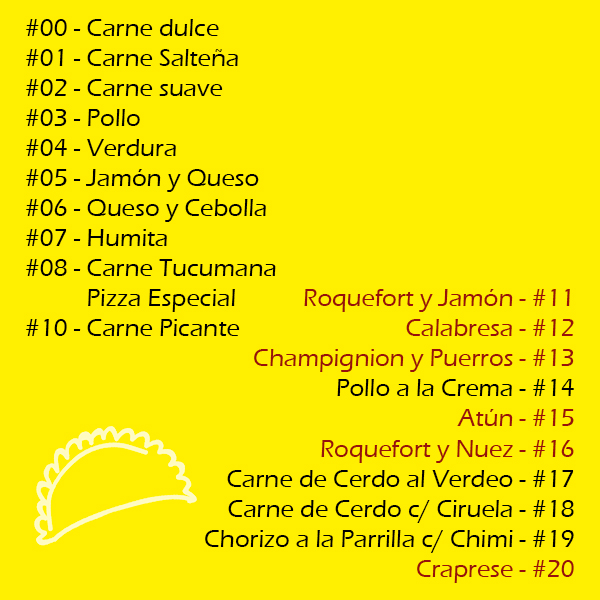 #00 - Carne dulce
#01 - Carne Salteña
#02 - Carne suave
#03 - Pollo
#04 - Verdura
#05 - Jamón y Queso
#06 - Queso y Cebolla
#07 - Humita
#08 - Carne Tucumana
Pizza Especial
#10 - Carne Picante
Roquefort y Jamón - #11
Calabresa - #12
Champignion y Puerros - #13
Pollo a la Crema - #14
Atún - #15
Roquefort y Nuez - #16
Carne de Cerdo al Verdeo - #17
Carne de Cerdo c/ Ciruela - #18
Chorizo a la Parrilla c/ Chimi - #19
Craprese - #20